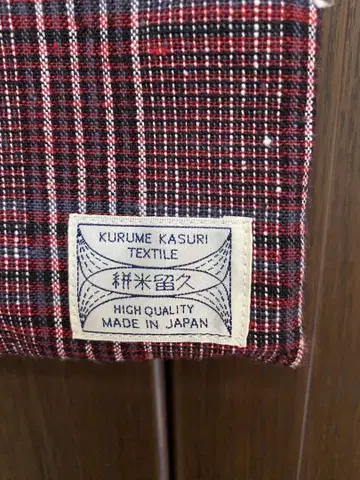 KURUME KASURI
TEXTILE
絣米留久
HIGH QUALITY
MADE IN JAPAN